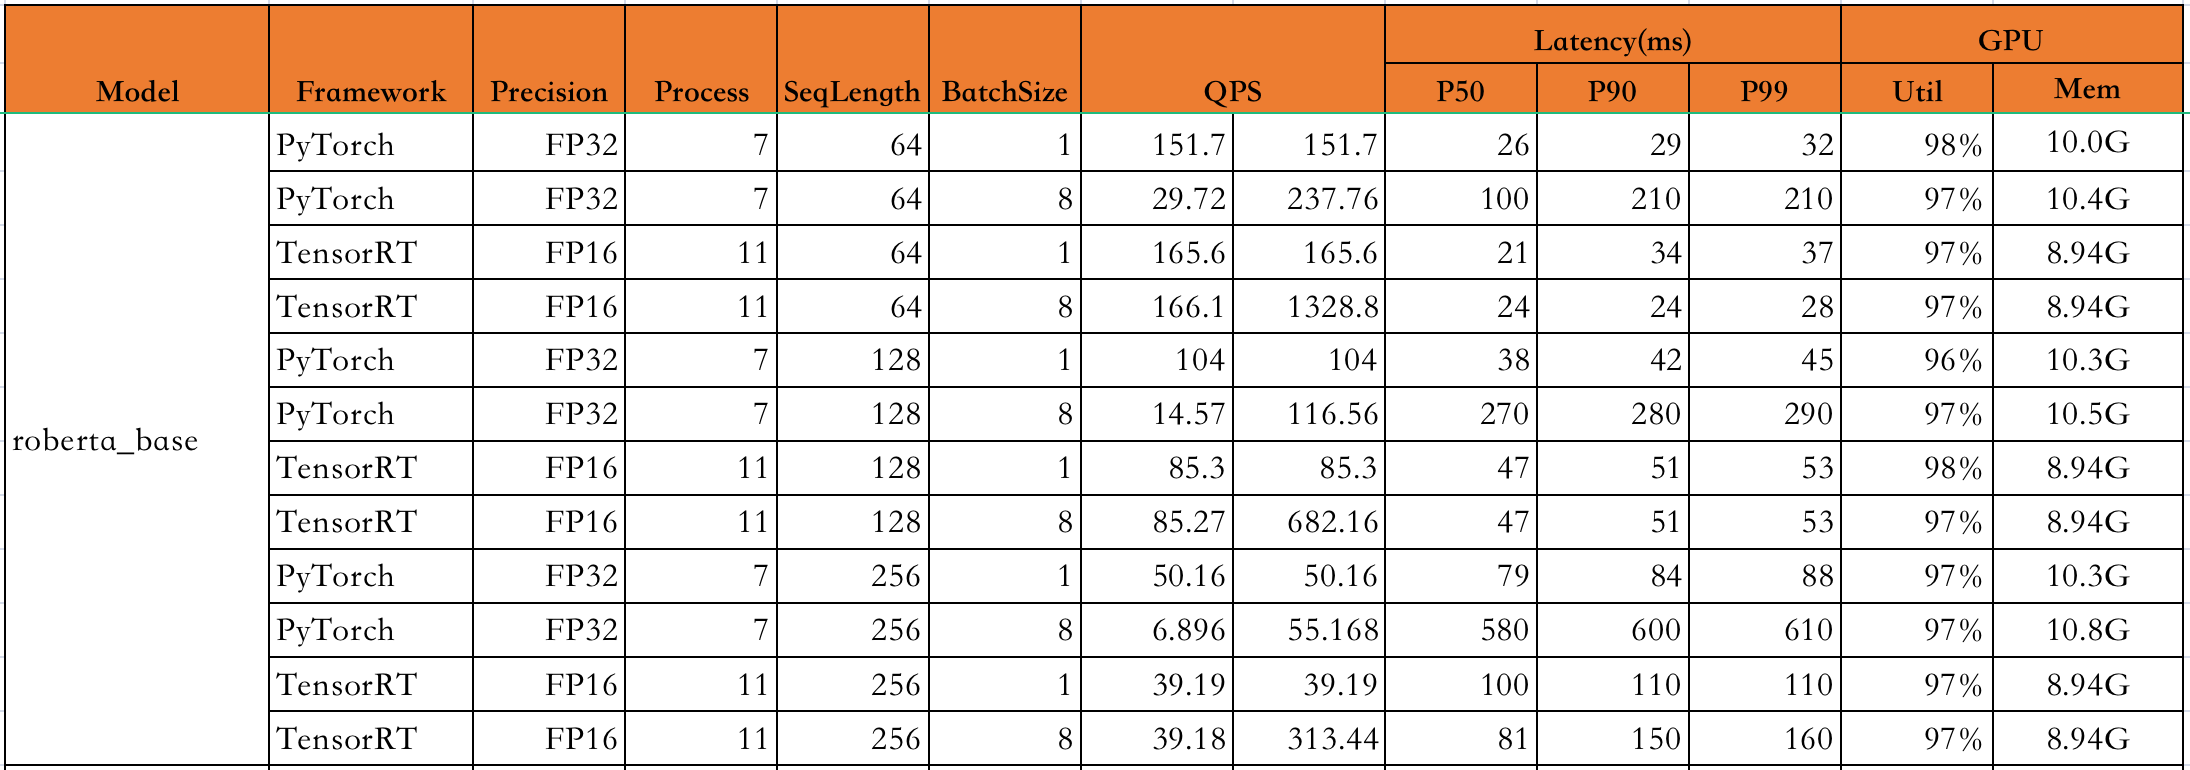 Latency(ms) GPU
Model Framework Precision Process SeqLength BatchSize QPS P50 P90 P99 Util Mem
PyTorch FP32 7 64 1 151.7 151.7 26 29 32 98% 10.0G
PyTorch FP32 7 64 8 29.72 237.76 100 210 210 97% 10.4G
TensorRT FP16 11 64 1 165.6 165.6 21 34 37 97% 8.94G
TensorRT FP16 11 64 8 166.1 1328.8 24 24 28 97% 8.94G
PyTorch FP32 7 128 1 104 104 38 42 45 96% 10.3G
PyTorch FP32 7 128 8 14.57 116.56 270 280 290 97% 10.5G
roberta_base
TensorRT FP16 11 128 1 85.3 85.3 47 51 53 98% 8.94G
TensorRT FP16 11 128 8 85.27 682.16 47 51 53 97% 8.94G
PyTorch FP32 7 256 1 50.16 50.16 79 84 88 97% 10.3G
PyTorch FP32 7 256 8 6.896 55.168 580 600 610 97% 10.8G
TensorRT FP16 11 256 1 39.19 39.19 100 110 110 97% 8.94G
TensorRT FP16 11 256 8 39.18 313.44 81 150 160 97% 8.94G